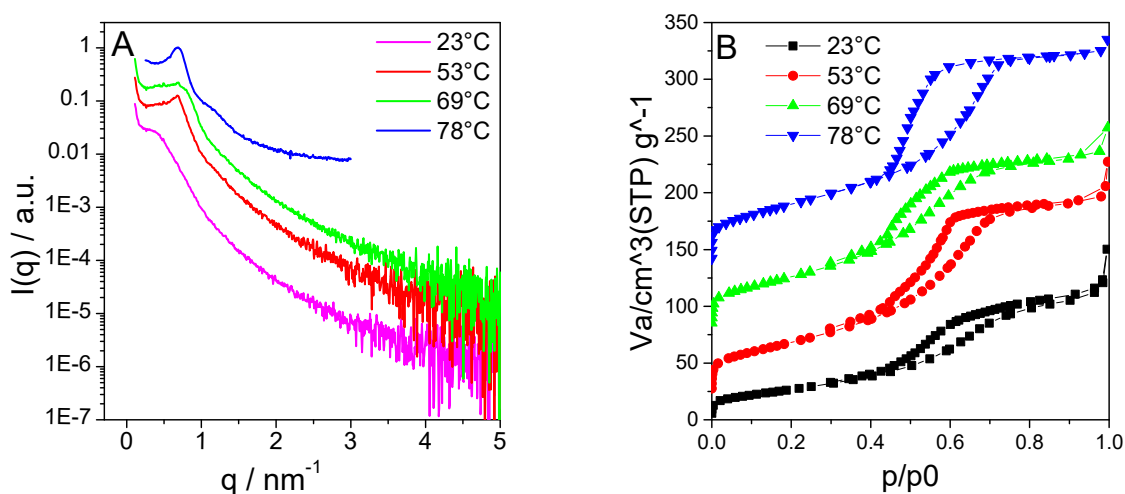 A
23°C
53°C
69°C
78°C
1
0.1
0.01
1E-3
1E-4
1E-5
1E-6
1E-7
0 1 2 3 4 5
q / nm⁻¹
I(q) / a.u.
B
23°C
53°C
69°C
78°C
350
300
250
200
150
100
50
0
0.0 0.2 0.4 0.6 0.8 1.0
p/p0
Va/cm^3(STP) g^-1